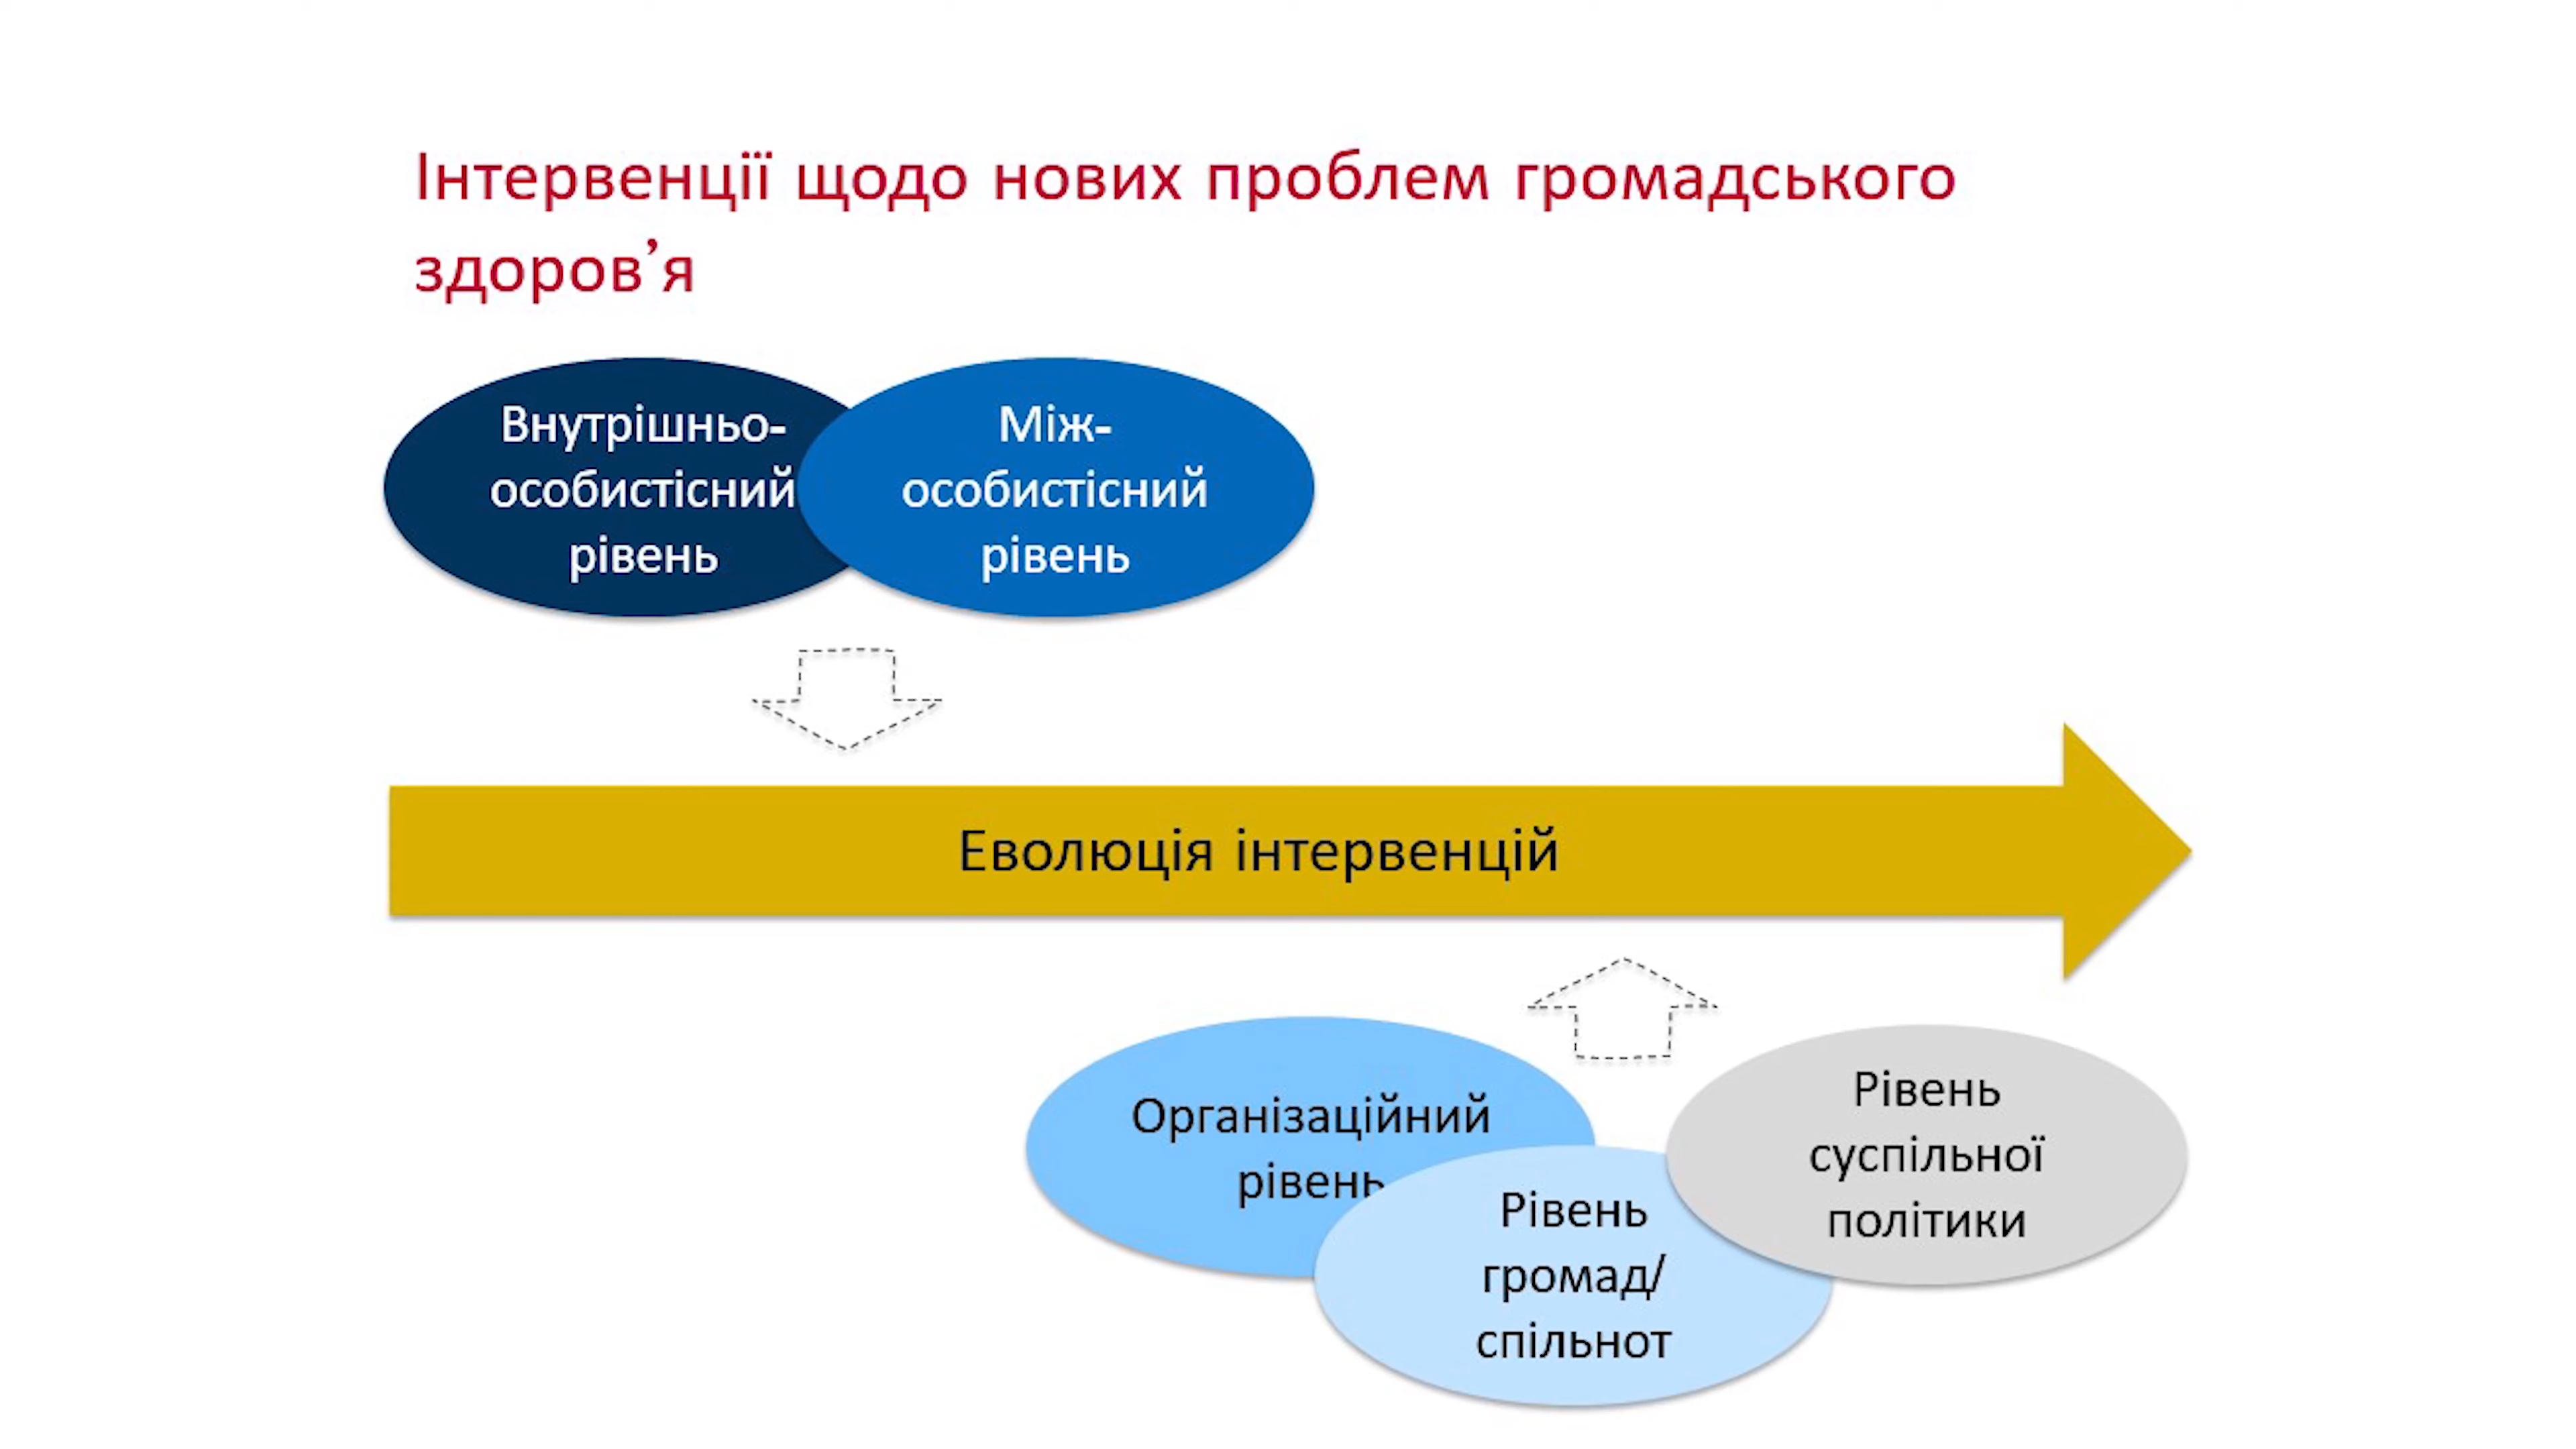 Інтервенції щодо нових проблем громадського
здоров’я
Внутрішньо-
особистісний
рівень
Між-
особистісний
рівень
Еволюція інтервенцій
Організаційний
рівень
Рівень
громад/
спільнот
Рівень
суспільної
політики